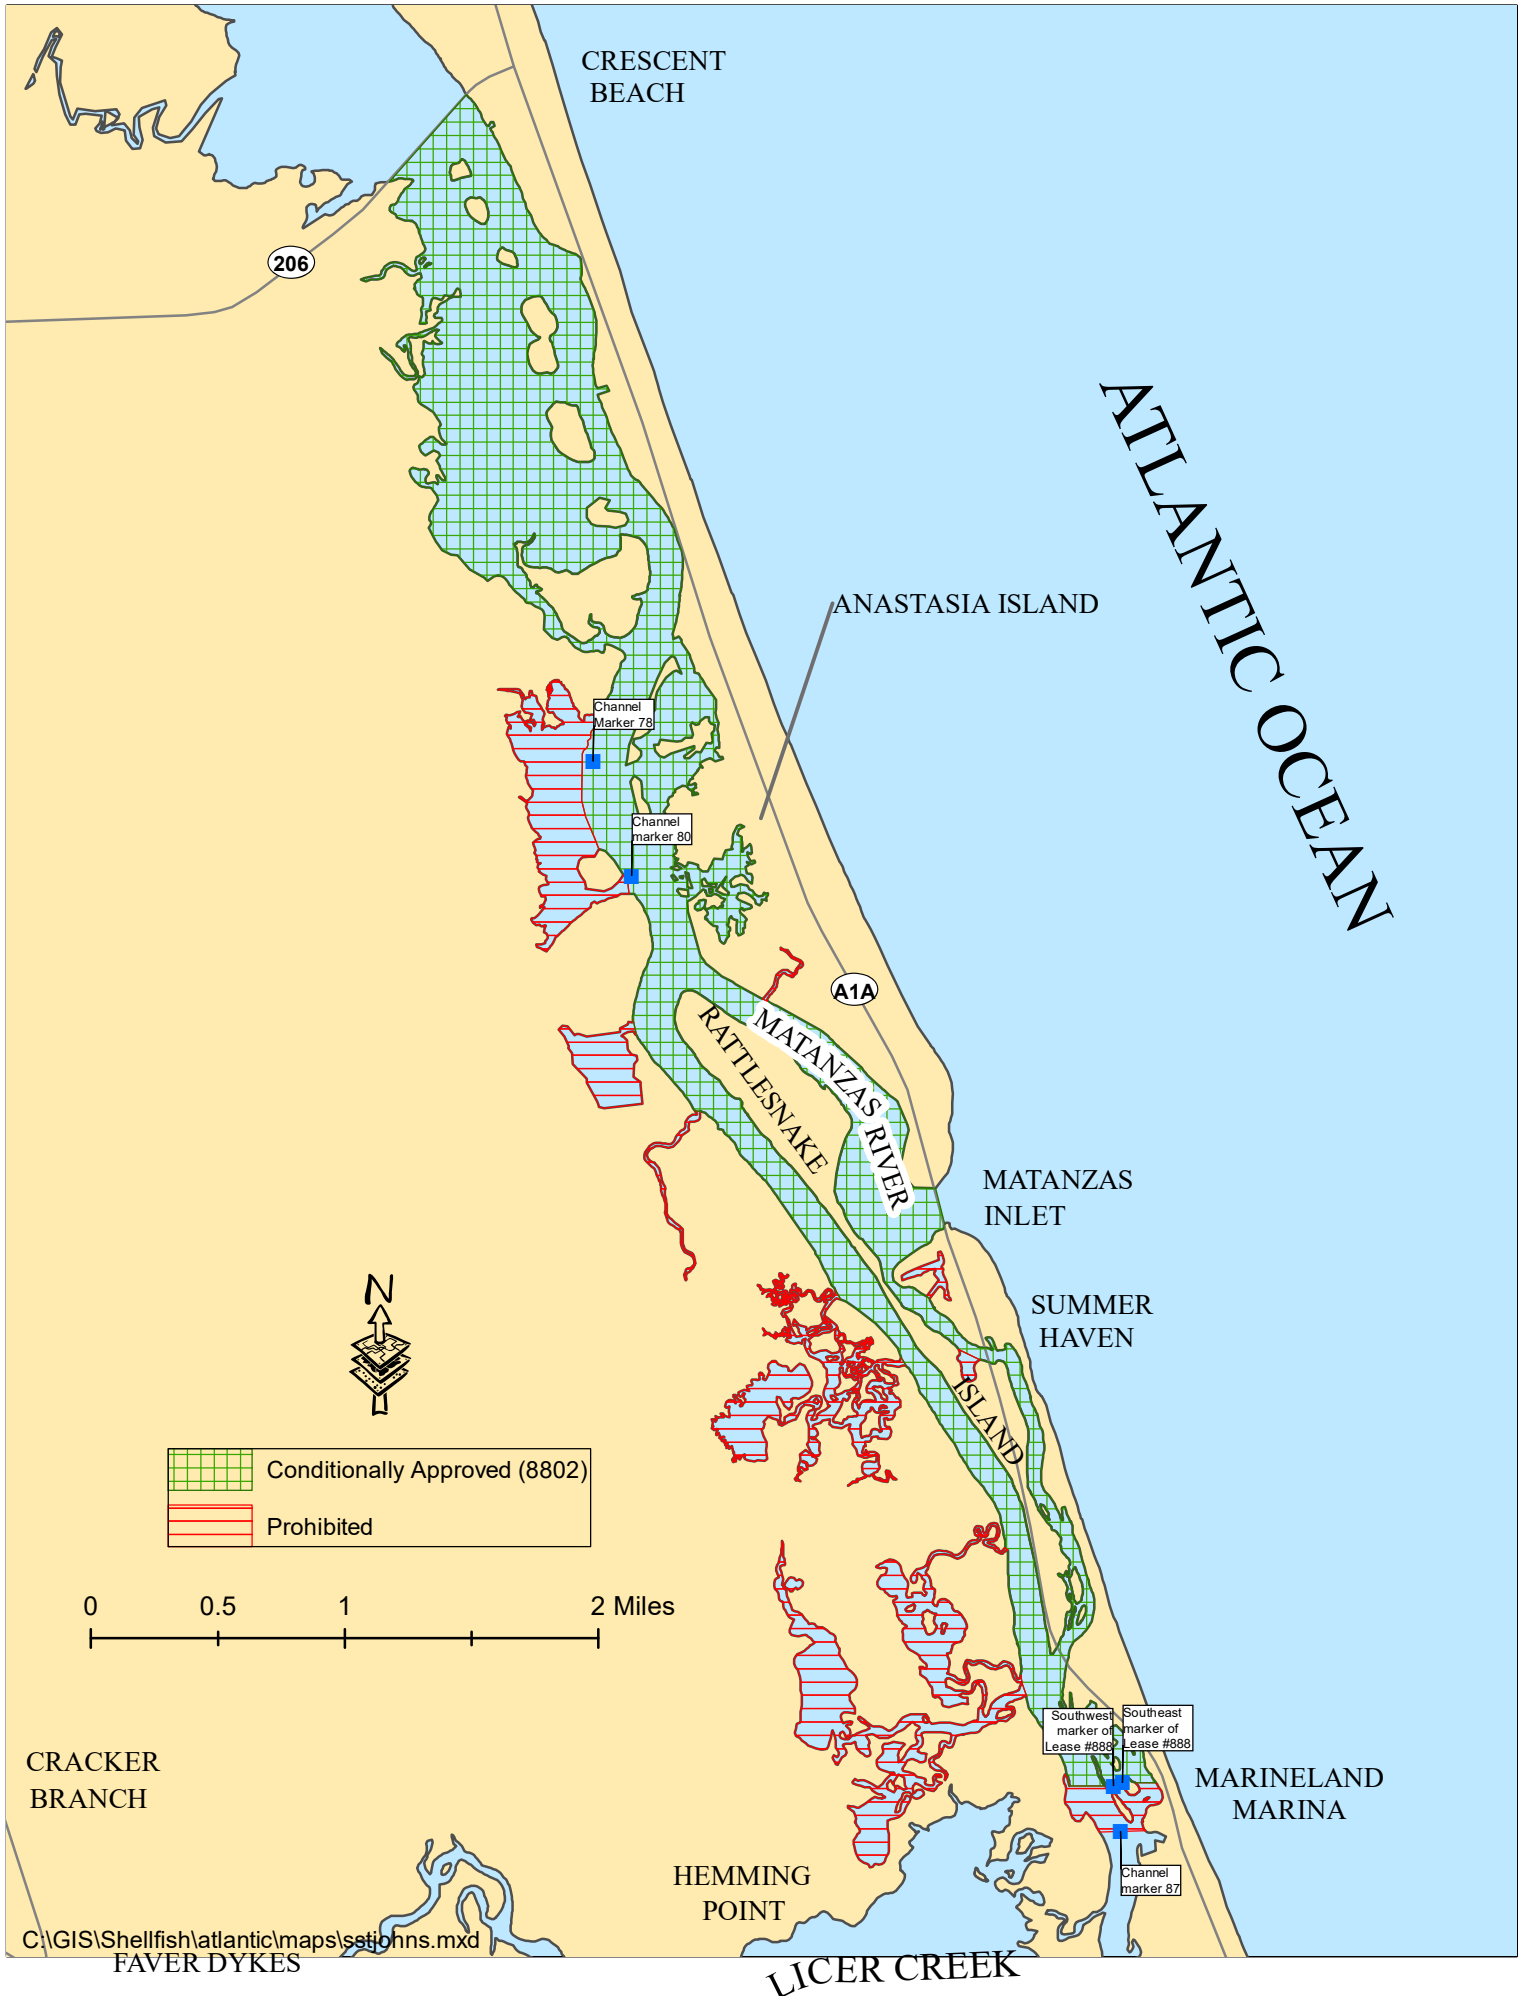 CRESCENT
BEACH
206
ATLANTIC OCEAN
ANASTASIA ISLAND
Channel
Marker 78
Channel
marker 80
A1A
MATANZAS RIVER
RATTLESNAKE
ISLAND
MATANZAS
INLET
SUMMER
HAVEN
N
Conditionally Approved (8802)
Prohibited
0 0.5 1 2 Miles
Southwest
marker of
Lease #888
Southeast
marker of
Lease #888
CRACKER
BRANCH
MARINELAND
MARINA
HEMMING
POINT
Channel
marker 87
C:\GIS\Shellfish\atlantic\maps\sstjohns.mxd
FAVER DYKES
LICER CREEK